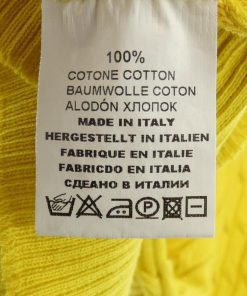 100%
COTONE COTTON
BAUMWOLLE COTON
ALODÓN ХЛОПОК
MADE IN ITALY
HERGESTELLT IN ITALIEN
FABRIQUE EN ITALIE
FABRICDO EN ITALIA
СДЕАНО В ИТАЛИИ